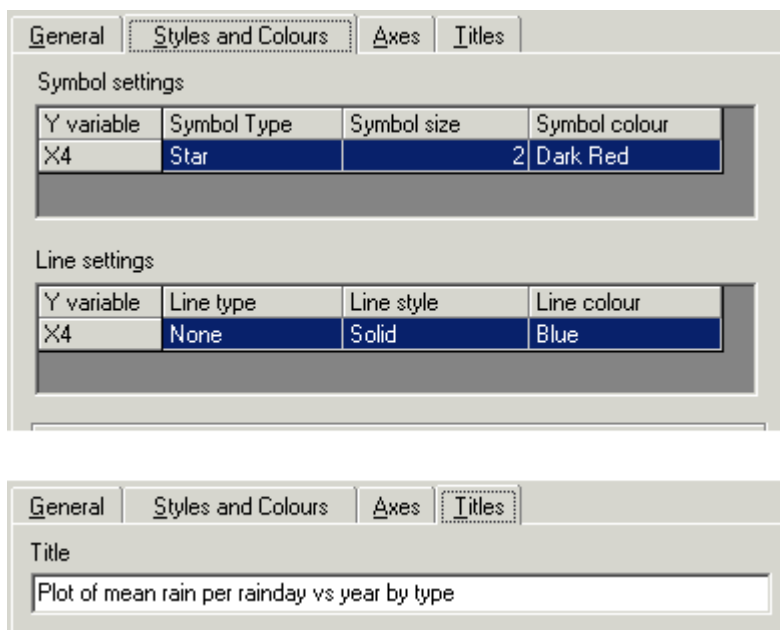 General Styles and Colours Axes Titles
Symbol settings
Y variable Symbol Type Symbol size Symbol colour
X4 Star 2 Dark Red
Line settings
Y variable Line type Line style Line colour
X4 None Solid Blue
General Styles and Colours Axes Titles
Title
Plot of mean rain per rainday vs year by type